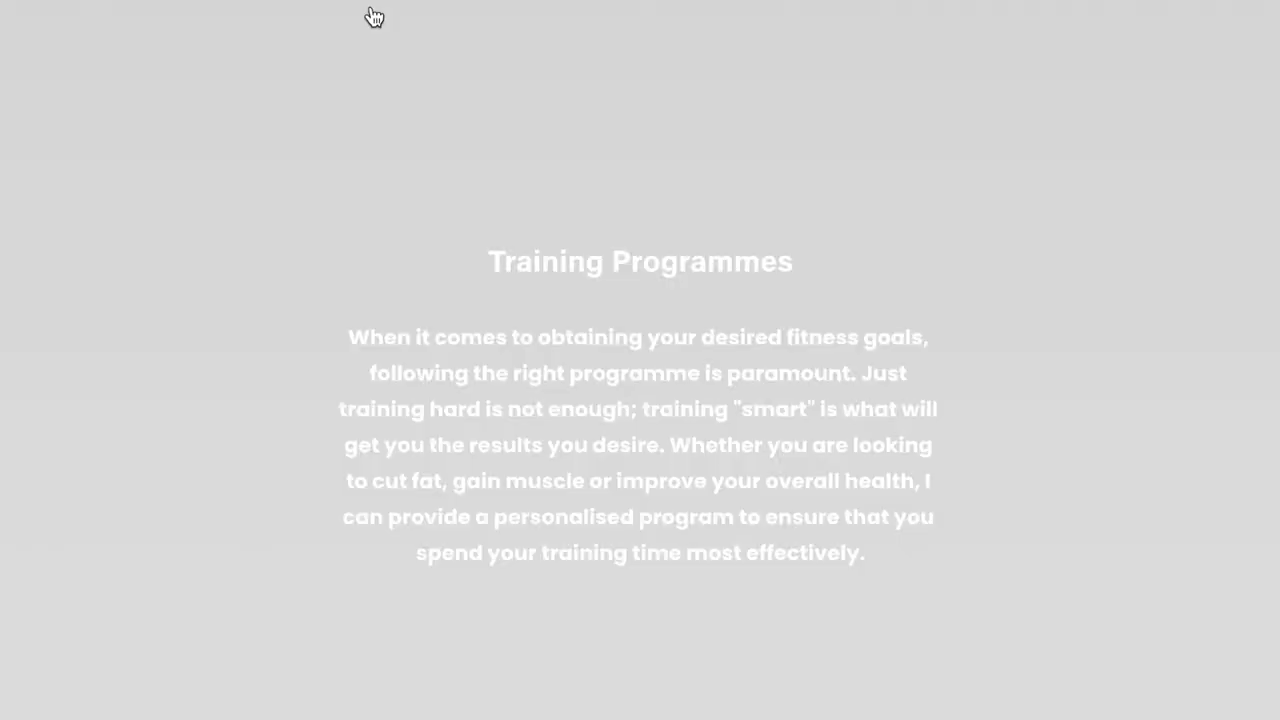 Training Programmes
When it comes to obtaining your desired fitness goals,
following the right programme is paramount. Just
training hard is not enough; training "smart" is what will
get you the results you desire. Whether you are looking
to cut fat, gain muscle or improve your overall health, I
can provide a personalised program to ensure that you
spend your training time most effectively.